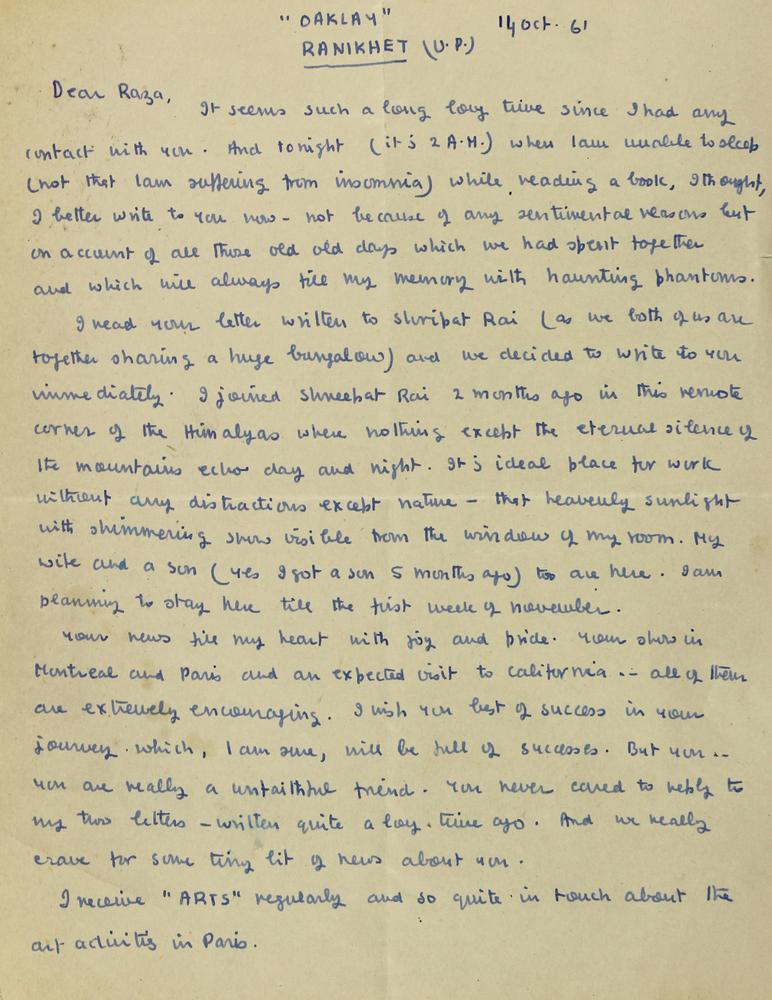 "OAKLAY" 14 Oct. 61
RANIKHET (U.P.)
Dear Raza,
It seems such a long long time since I had any
contact with you. And tonight (it's 2 A.M.) when I am unable to sleep
(not that I am suffering from insomnia) while reading a book, I thought,
I better write to you now - not because of any sentimental reasons but
on account of all those old old days which we had spent together
and which will always fill my memory with haunting phantoms.
I read your letter written to Shripat Rai (as we both of us are
together sharing a huge bungalow) and we decided to write to you
immediately. I joined Shreepat Rai 2 months ago in this remote
corner of the Himalyas where nothing except the eternal silence of
the mountains echo day and night. It's ideal place for work
without any distractions except nature - that heavenly sunlight
with shimmering snow visible from the window of my room. My
wife and a son (yes I got a son 5 months ago) too are here. I am
planning to stay here till the first week of november.
Your news fill my heart with joy and pride. Your show in
Montreal and Paris and an expected visit to california .. - all of them
are extremely encouraging. I wish you best of success in your
journey. which, I am sure, will be full of successes. But you ..
you are really a unfaithful friend. You never cared to reply to
my two letters - written quite a long. time ago. And we really
crave for some tiny bit of news about you.
I receive "ARTS" regularly and so quite in touch about the
art activities in Paris.